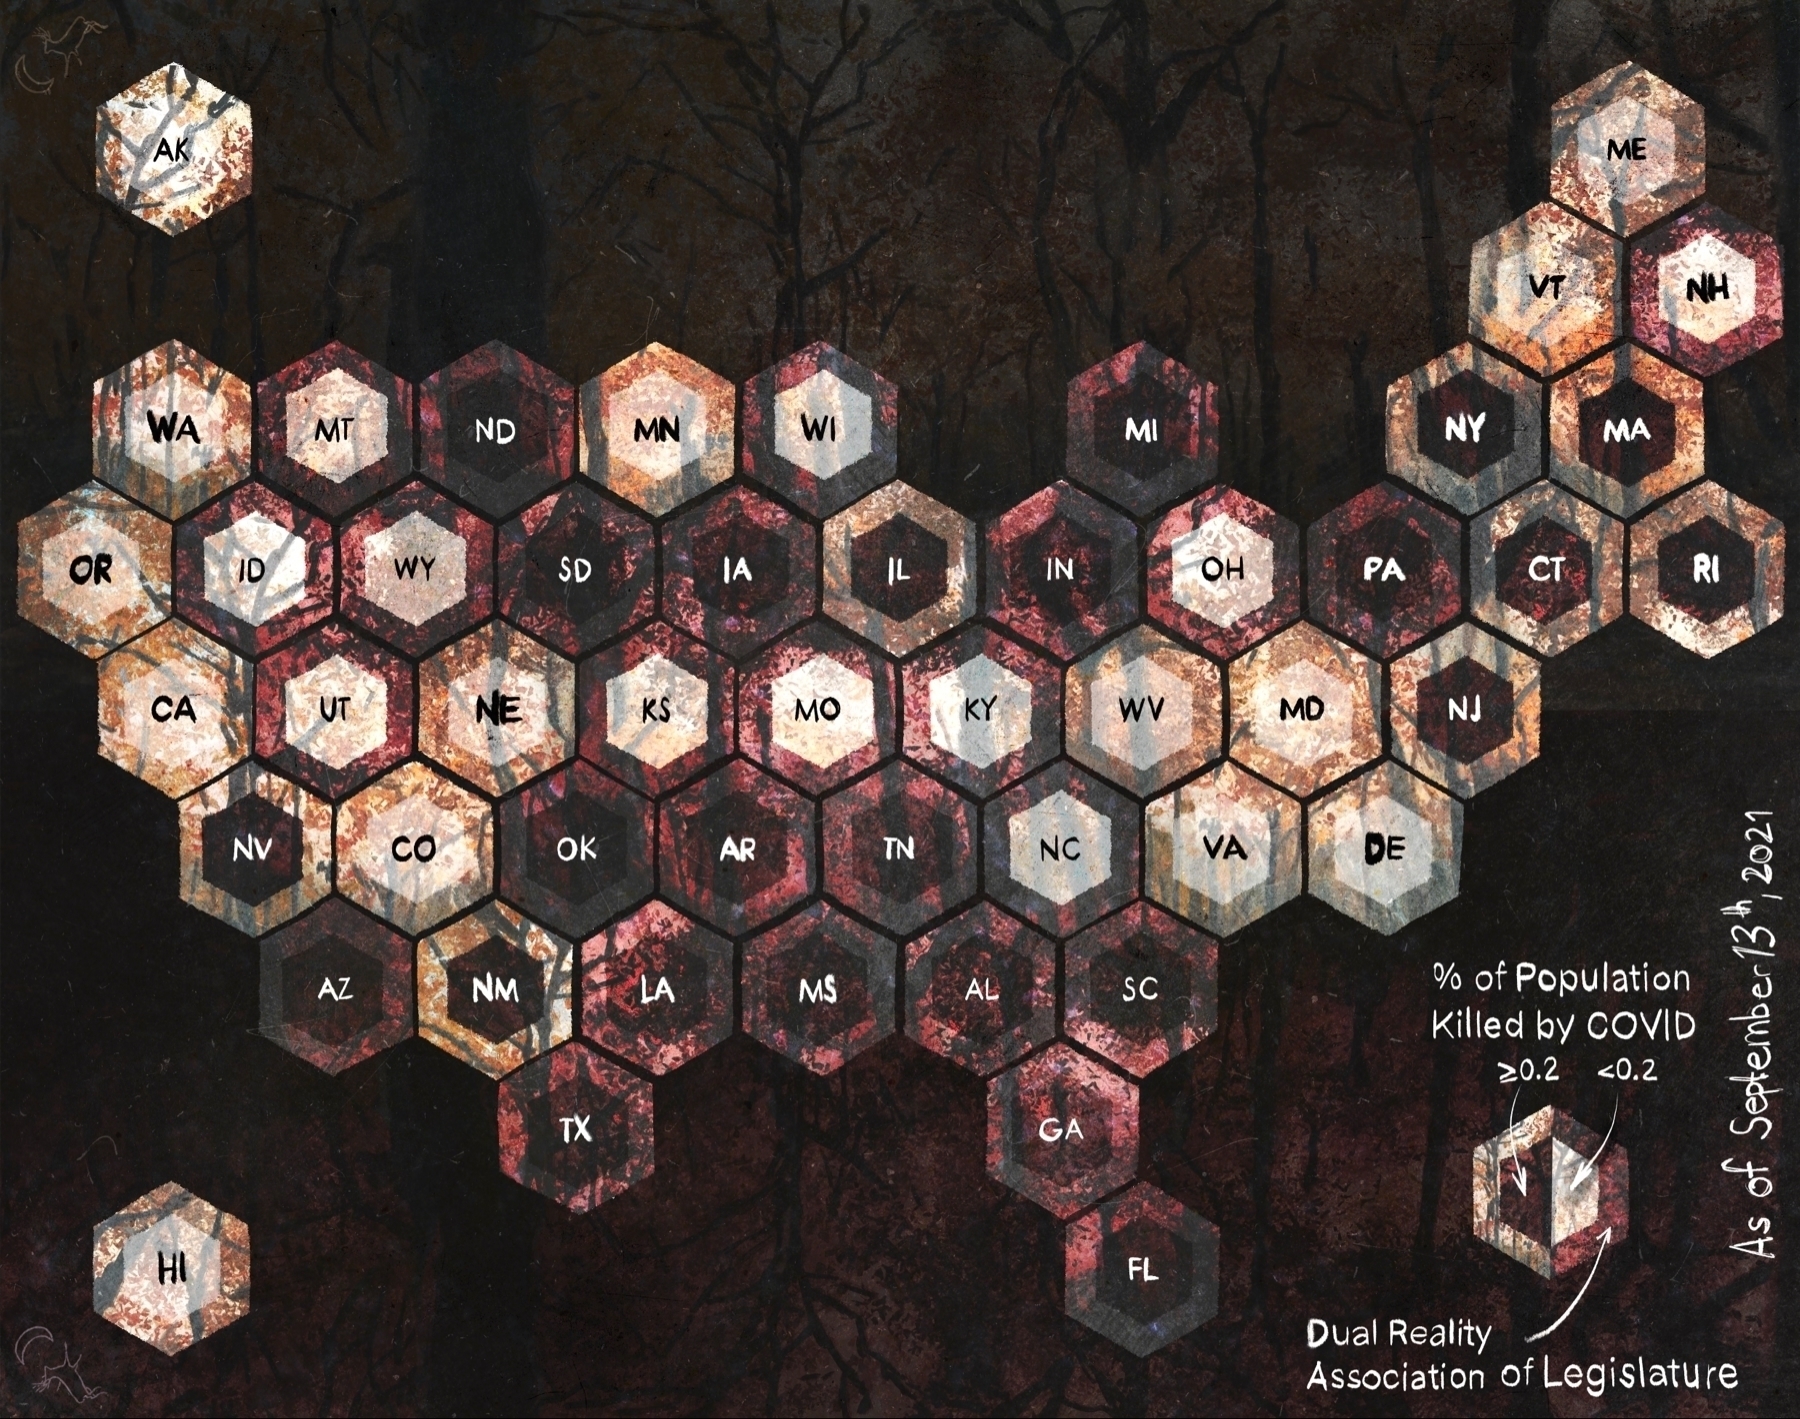 AK
ME
VT
NH
WA
MT
ND
MN
WI
MI
NY
MA
OR
ID
WY
SD
IA
IL
IN
OH
PA
CT
RI
CA
UT
NE
KS
MO
KY
WV
MD
NJ
NV
CO
OK
AR
TN
NC
VA
DE
AZ
NM
LA
MS
AL
SC
TX
GA
FL
HI
% of Population
Killed by COVID
≥0.2 <0.2
Dual Reality
Association of Legislature
As of September 13th, 2021